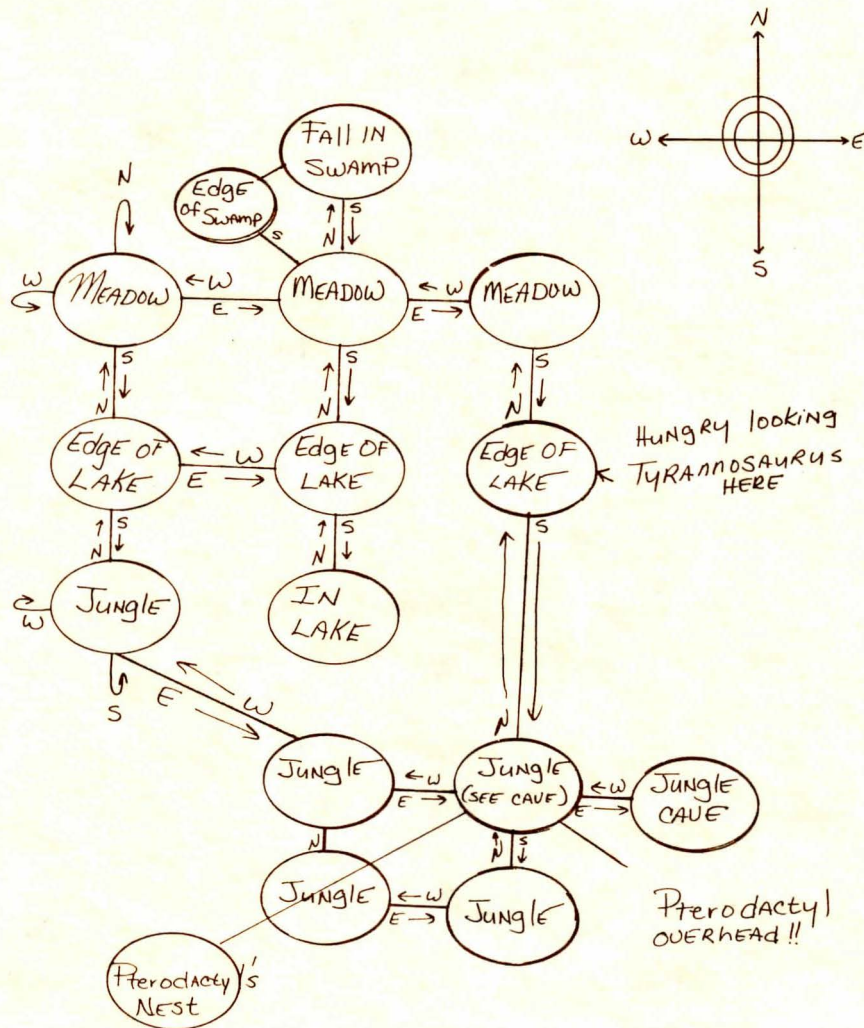 N
W
E
S
Fall in
Swamp
Edge
of Swamp
S
N
S
N
W
Meadow
← W
E →
Meadow
← W
E →
Meadow
S
N
S
N
S
N
Edge of
Lake
← W
E →
Edge of
Lake
Edge of
Lake
Hungry looking
Tyrannosaurus
Here
S
N
S
N
S
Jungle
W
S
In
Lake
W
E
N
Jungle
← W
E →
Jungle
(See Cave)
← W
E →
Jungle
Cave
N
S
N
Jungle
← W
E →
Jungle
Pterodactyl
overhead!!
Pterodactyl's
Nest